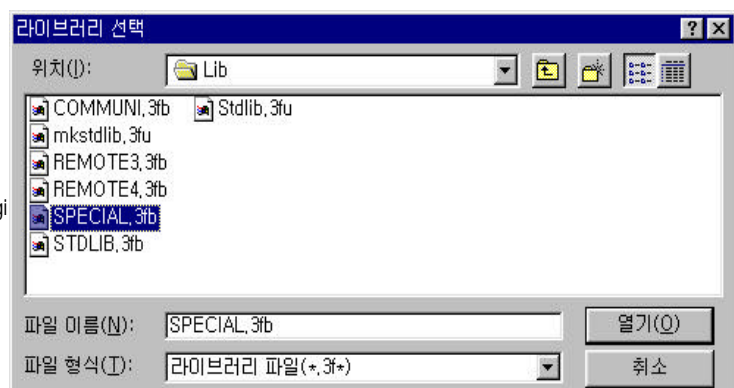 라이브러리 선택
위치(I): Lib
COMMUNI,3fb Stdlib,3fu
mkstdlib,3fu
REMOTE3,3fb
REMOTE4,3fb
gi
SPECIAL,3fb
STDLIB,3fb
파일 이름(N): SPECIAL,3fb 열기(O)
파일 형식(T): 라이브러리 파일(*,3f*) 취소